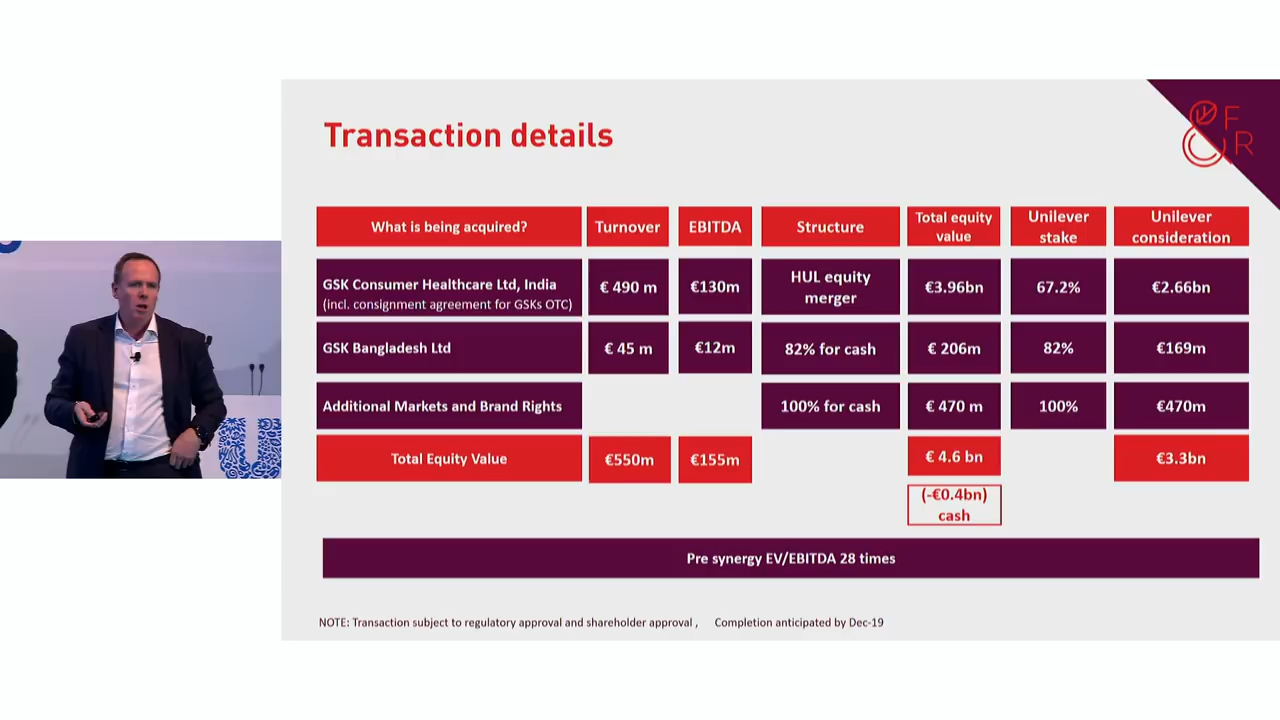 Transaction details
& F
R
What is being acquired?
Turnover
EBITDA
Structure
Total equity
value
Unilever
stake
Unilever
consideration
GSK Consumer Healthcare Ltd, India
(incl. consignment agreement for GSKs OTC)
€ 490 m
€130m
HUL equity
merger
€3.96bn
67.2%
€2.66bn
GSK Bangladesh Ltd
€ 45 m
€12m
82% for cash
€ 206m
82%
€169m
Additional Markets and Brand Rights
100% for cash
€ 470 m
100%
€470m
Total Equity Value
€550m
€155m
€ 4.6 bn
€3.3bn
(-€0.4bn)
cash
Pre synergy EV/EBITDA 28 times
NOTE: Transaction subject to regulatory approval and shareholder approval , Completion anticipated by Dec-19